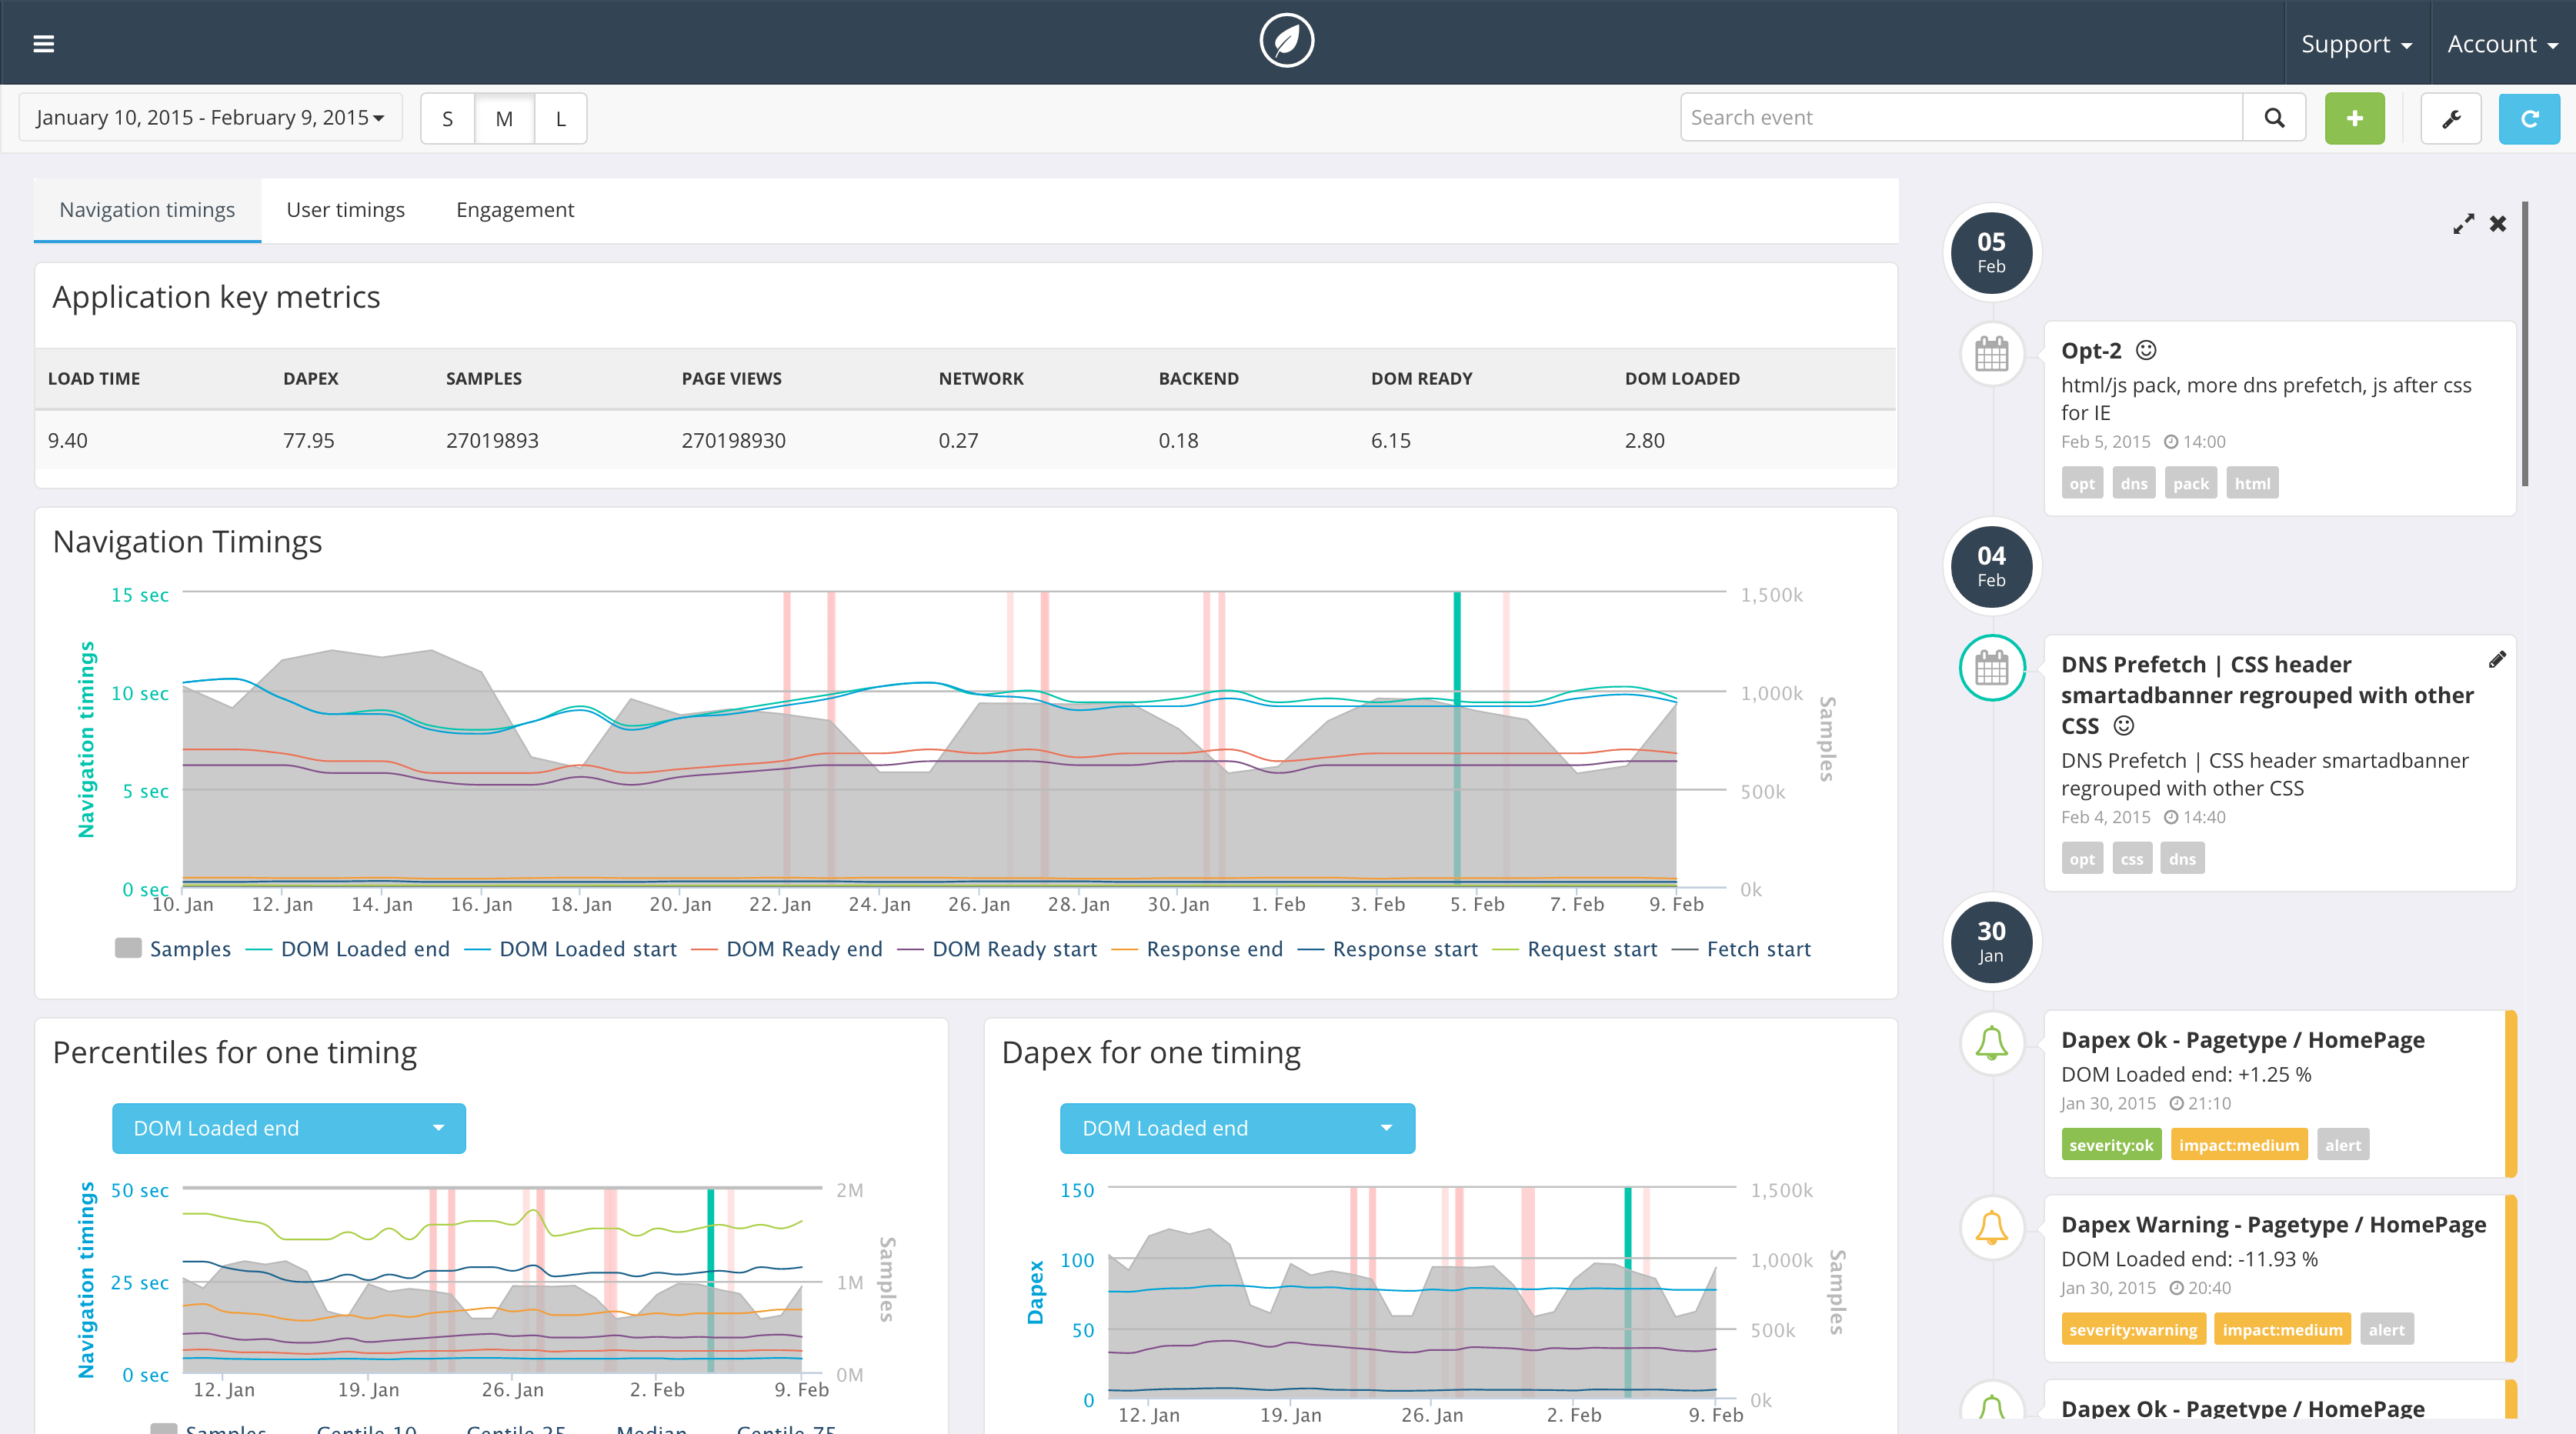 Support
Account
January 10, 2015 - February 9, 2015
S M L
Search event
Navigation timings User timings Engagement
Application key metrics
LOAD TIME DAPEX SAMPLES PAGE VIEWS NETWORK BACKEND DOM READY DOM LOADED
9.40 77.95 27019893 270198930 0.27 0.18 6.15 2.80
Navigation Timings
15 sec
10 sec
5 sec
0 sec
Navigation timings
1,500k
1,000k
500k
0k
Samples
10. Jan 12. Jan 14. Jan 16. Jan 18. Jan 20. Jan 22. Jan 24. Jan 26. Jan 28. Jan 30. Jan 1. Feb 3. Feb 5. Feb 7. Feb 9. Feb
Samples DOM Loaded end DOM Loaded start DOM Ready end DOM Ready start Response end Response start Request start Fetch start
Percentiles for one timing
DOM Loaded end
50 sec
25 sec
0 sec
Navigation timings
2M
1M
0M
Samples
12. Jan 19. Jan 26. Jan 2. Feb 9. Feb
Samples Centile 10 Centile 25 Median Centile 75
Dapex for one timing
DOM Loaded end
150
100
50
0
Dapex
1,500k
1,000k
500k
0k
Samples
12. Jan 19. Jan 26. Jan 2. Feb 9. Feb
05
Feb
Opt-2
html/js pack, more dns prefetch, js after css
for IE
Feb 5, 2015 14:00
opt dns pack html
04
Feb
DNS Prefetch | CSS header
smartadbanner regrouped with other
CSS
DNS Prefetch | CSS header smartadbanner
regrouped with other CSS
Feb 4, 2015 14:40
opt css dns
30
Jan
Dapex Ok - Pagetype / HomePage
DOM Loaded end: +1.25 %
Jan 30, 2015 21:10
severity:ok impact:medium alert
Dapex Warning - Pagetype / HomePage
DOM Loaded end: -11.93 %
Jan 30, 2015 20:40
severity:warning impact:medium alert
Dapex Ok - Pagetype / HomePage